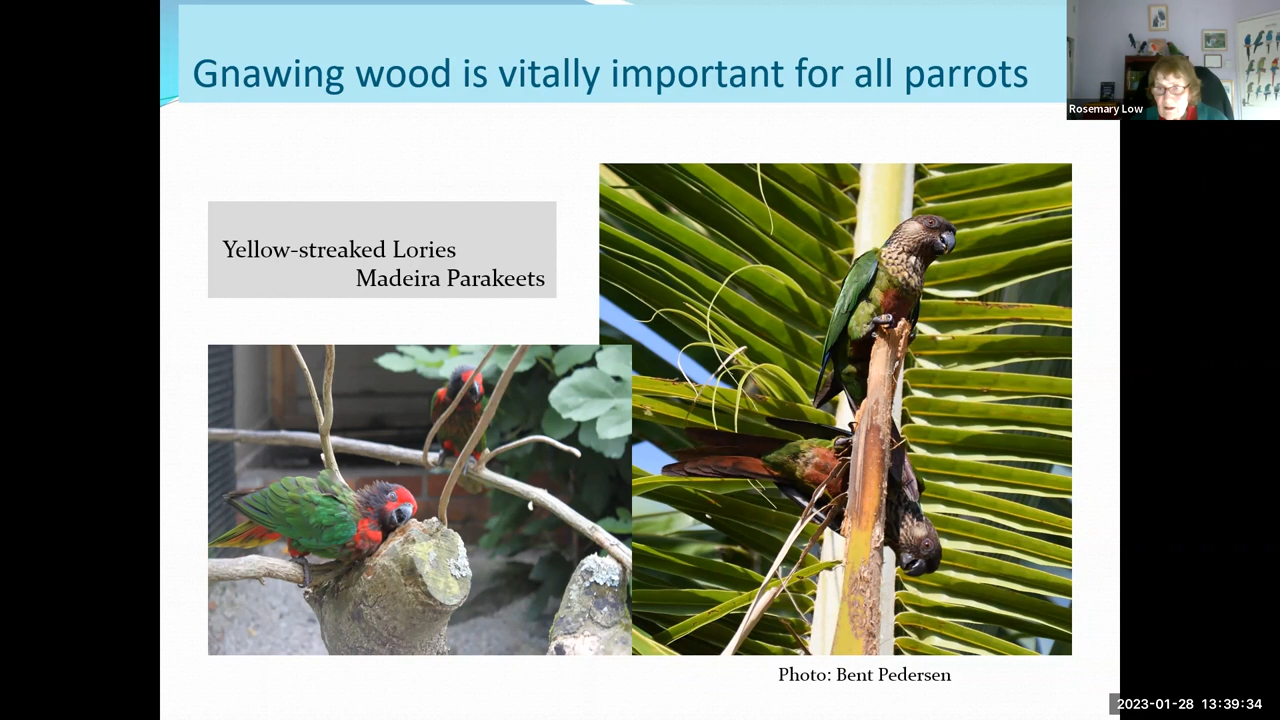 Gnawing wood is vitally important for all parrots
Rosemary Low
Yellow-streaked Lories
Madeira Parakeets
Photo: Bent Pedersen
2023-01-28 13:39:34